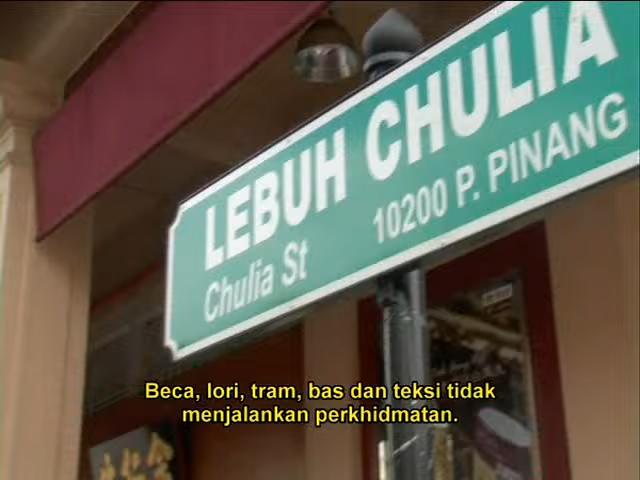 LEBUH CHULIA
Chulia St 10200 P. PINANG
Beca, lori, tram, bas dan teksi tidak
menjalankan perkhidmatan.